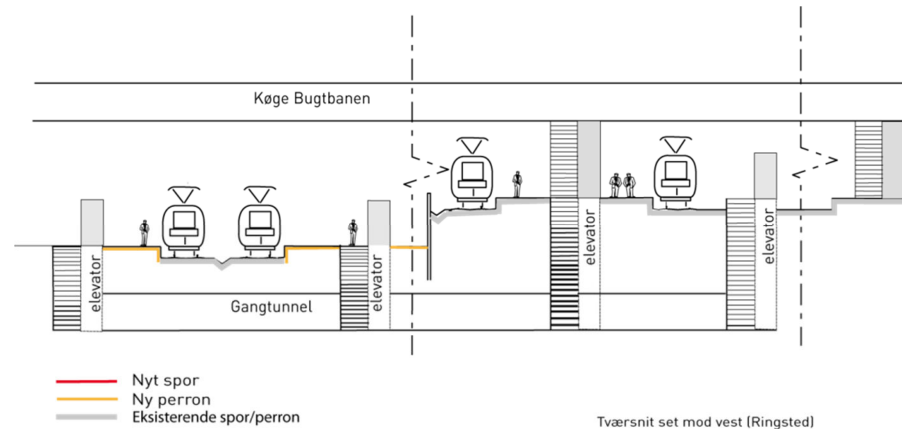 Køge Bugtbanen
elevator
elevator
elevator
elevator
Gangtunnel
Nyt spor
Ny perron
Eksisterende spor/perron
Tværsnit set mod vest (Ringsted)